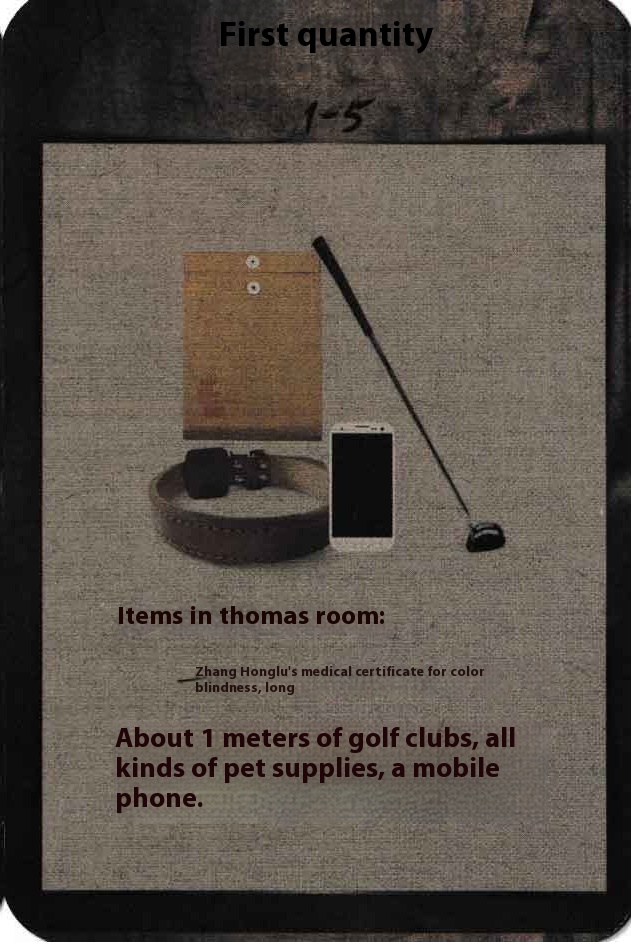 First quantity
1-5
Items in thomas room:
Zhang Honglu's medical certificate for color
blindness, long
About 1 meters of golf clubs, all
kinds of pet supplies, a mobile
phone.